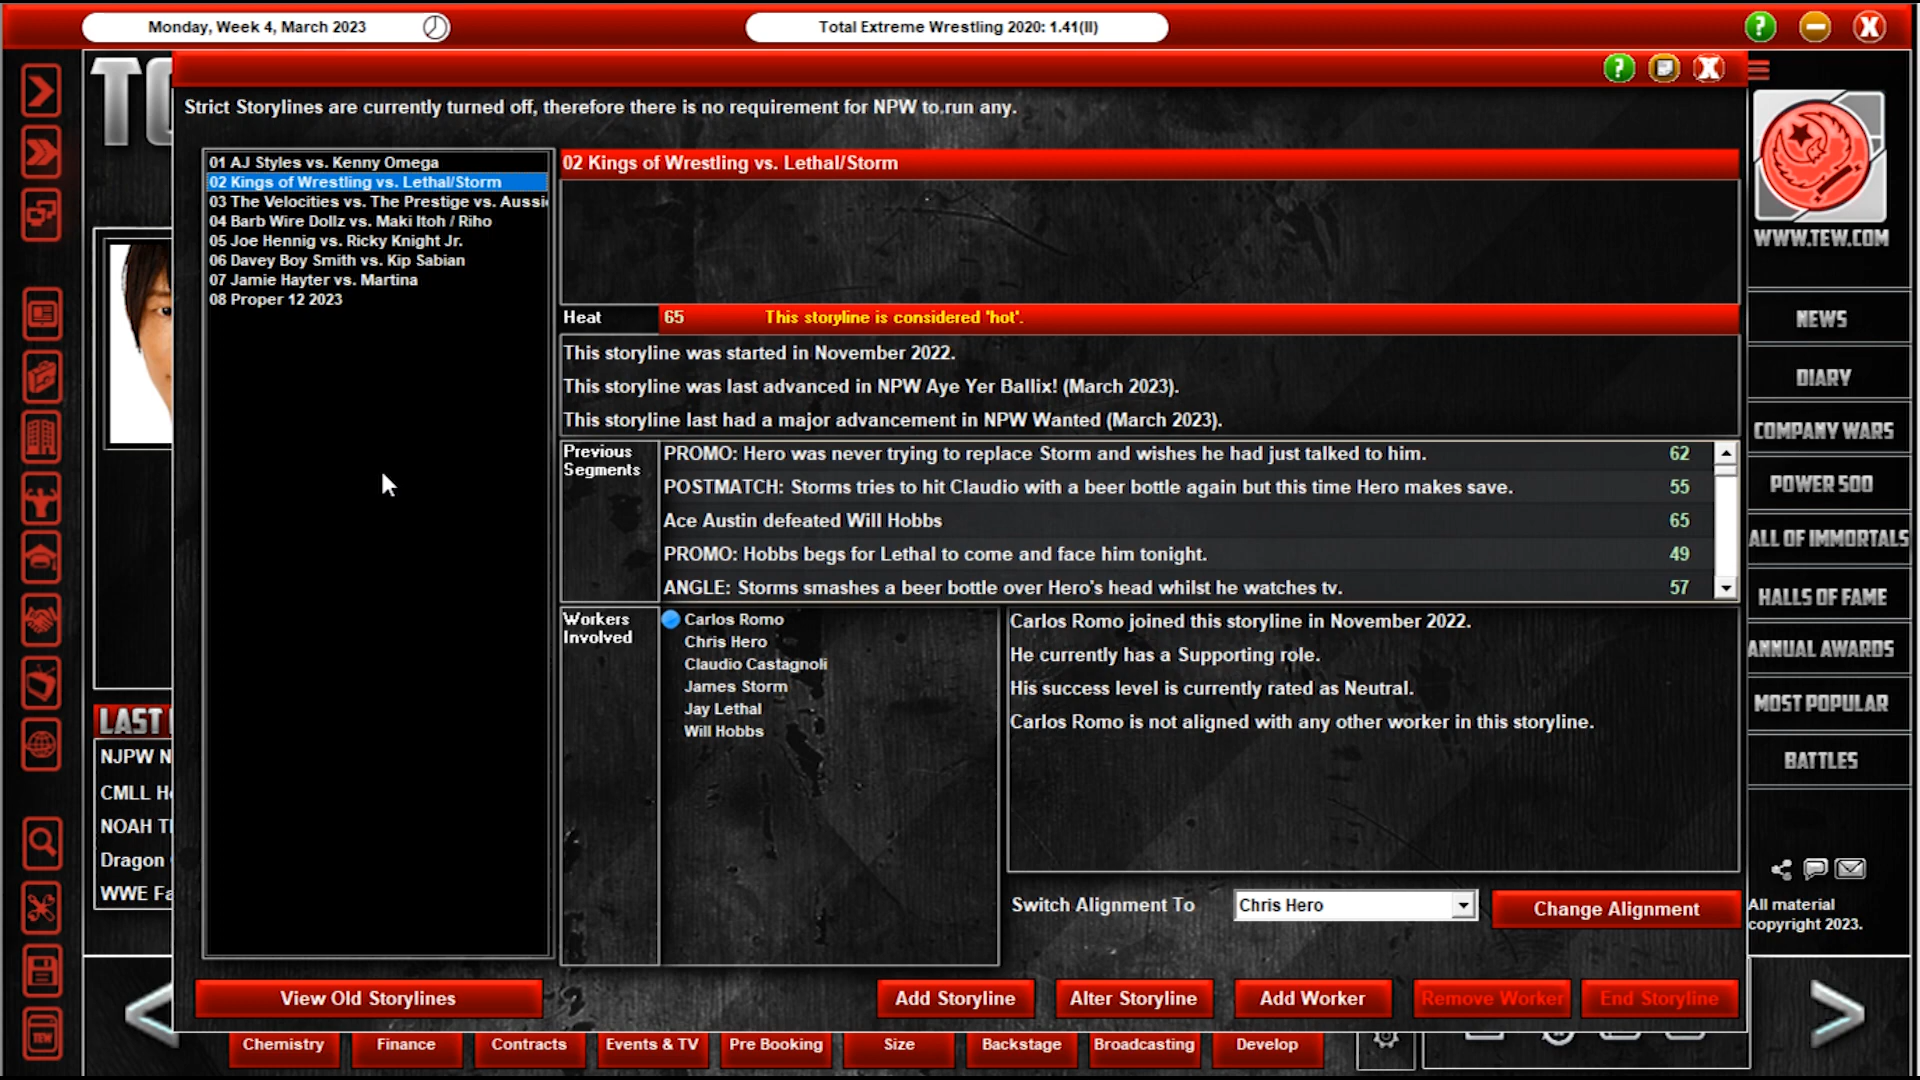 Monday, Week 4, March 2023
Total Extreme Wrestling 2020: 1.41(II)
Strict Storylines are currently turned off, therefore there is no requirement for NPW to run any.
01 AJ Styles vs. Kenny Omega
02 Kings of Wrestling vs. Lethal/Storm
03 The Velocities vs. The Prestige vs. Aussi
04 Barb Wire Dollz vs. Maki Itoh / Riho
05 Joe Hennig vs. Ricky Knight Jr.
06 Davey Boy Smith vs. Kip Sabian
07 Jamie Hayter vs. Martina
08 Proper 12 2023
02 Kings of Wrestling vs. Lethal/Storm
Heat
65
This storyline is considered 'hot'.
This storyline was started in November 2022.
This storyline was last advanced in NPW Aye Yer Ballix! (March 2023).
This storyline last had a major advancement in NPW Wanted (March 2023).
Previous
Segments
PROMO: Hero was never trying to replace Storm and wishes he had just talked to him. 62
POSTMATCH: Storms tries to hit Claudio with a beer bottle again but this time Hero makes save. 55
Ace Austin defeated Will Hobbs 65
PROMO: Hobbs begs for Lethal to come and face him tonight. 49
ANGLE: Storms smashes a beer bottle over Hero's head whilst he watches tv. 57
Workers
Involved
Carlos Romo
Chris Hero
Claudio Castagnoli
James Storm
Jay Lethal
Will Hobbs
Carlos Romo joined this storyline in November 2022.
He currently has a Supporting role.
His success level is currently rated as Neutral.
Carlos Romo is not aligned with any other worker in this storyline.
Switch Alignment To
Chris Hero
Change Alignment
View Old Storylines
Add Storyline
Alter Storyline
Add Worker
Remove Worker
End Storyline
LAST
NJPW N
CMLL H
NOAH T
Dragon
WWE Fa
Chemistry
Finance
Contracts
Events & TV
Pre Booking
Size
Backstage
Broadcasting
Develop
WWW.TEW.COM
NEWS
DIARY
COMPANY WARS
POWER 500
ALL OF IMMORTALS
HALLS OF FAME
ANNUAL AWARDS
MOST POPULAR
BATTLES
All material
copyright 2023.
TEW